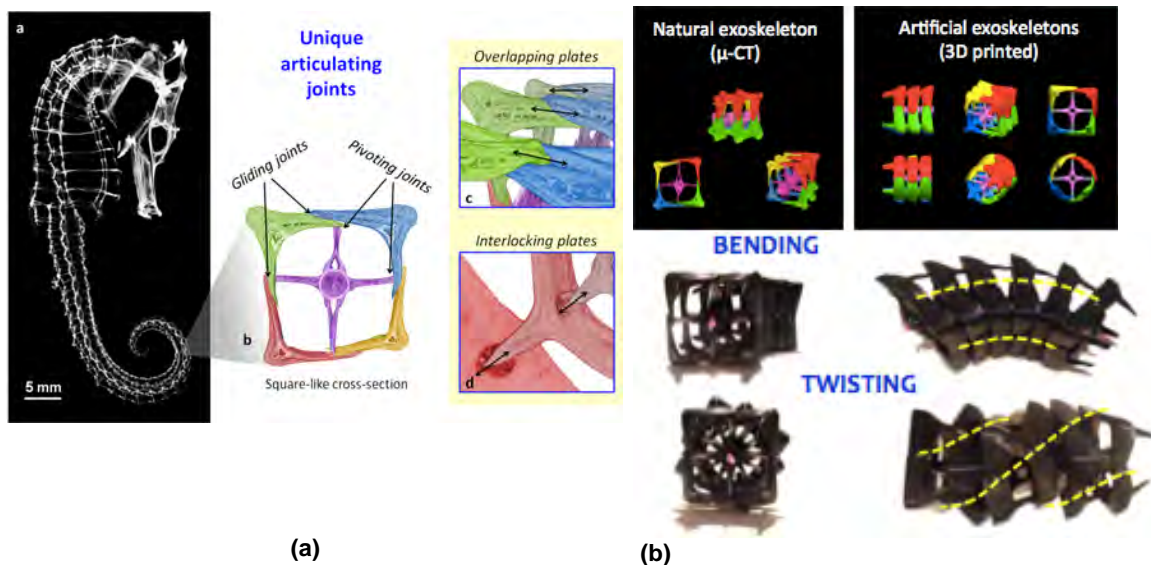 a
5 mm
Unique
articulating
joints
Gliding joints
Pivoting joints
b
Square-like cross-section
Overlapping plates
c
Interlocking plates
d
(a)
Natural exoskeleton
(μ-CT)
Artificial exoskeletons
(3D printed)
BENDING
TWISTING
(b)